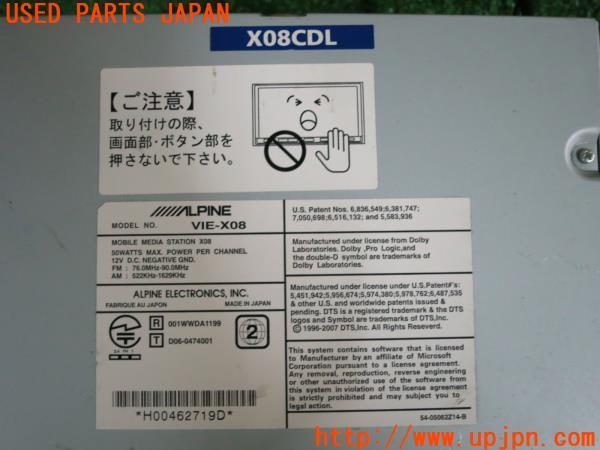 USED PARTS JAPAN
X08CDL
【ご注意】
取り付けの際、
画面部・ボタン部を
押さないで下さい。
ALPINE
MODEL NO. VIE-X08
MOBILE MEDIA STATION X08
50WATTS MAX. POWER PER CHANNEL
12V D.C. NEGATIVE GND.
FM : 76.0MHz-90.0MHz
AM : 522KHz-1629KHz
ALPINE ELECTRONICS, INC.
FABRIQUE AU JAPON MADE IN JAPAN
R 001WWDA1199
T D06-0474001
2
*H00462719D*
U.S. Patent Nos. 6,836,549;6,381,747;
7,050,698;6,516,132; and 5,583,936
Manufactured under license from Dolby
Laboratories. Dolby ,Pro Logic,and
the double-D symbol are trademarks of
Dolby Laboratories.
Manufactured under license under U.S.Patent#'s:
5,451,942;5,956,674;5,974,380;5,978,762;6,487,535
& other U.S. and worldwide patents issued &
pending. DTS is a registered trademark & the DTS
logos and Symbol are trademarks of DTS,Inc.
© 1996-2007 DTS,Inc. All Rights Reserved.
This system contains software that is licensed
to Manufacturer by an affiliate of Microsoft
Corporation pursuant to a license agreement.
Any removal, reproduction, reverse engineering
or other unauthorized use of the software from
this system in violation of the license agreement
is strictly prohibited and may subject you to
legal action.
54-05062Z14-B
http://www.upjpn.com